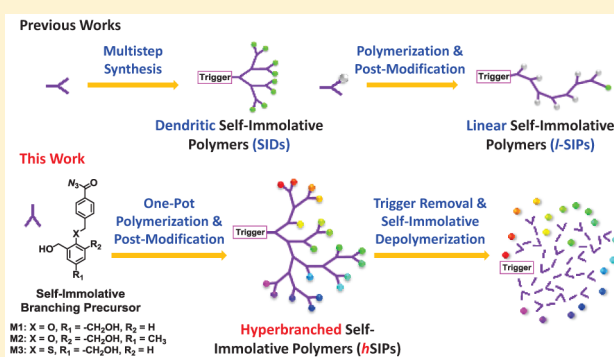 Previous Works
Multistep
Synthesis
Trigger
Dendritic Self-Immolative
Polymers (SIDs)
Polymerization &
Post-Modification
Trigger
Linear Self-Immolative
Polymers (l-SIPs)
This Work
N3
O
X
HO
R2
R1
Self-Immolative
Branching Precursor
M1: X = O, R1 = -CH2OH, R2 = H
M2: X = O, R1 = -CH2OH, R1 = -CH3
M3: X = S, R1 = -CH2OH, R2 = H
One-Pot
Polymerization &
Post-Modification
Trigger
Hyperbranched Self-
Immolative Polymers (hSIPs)
Trigger Removal &
Self-Immolative
Depolymerization
Trigger